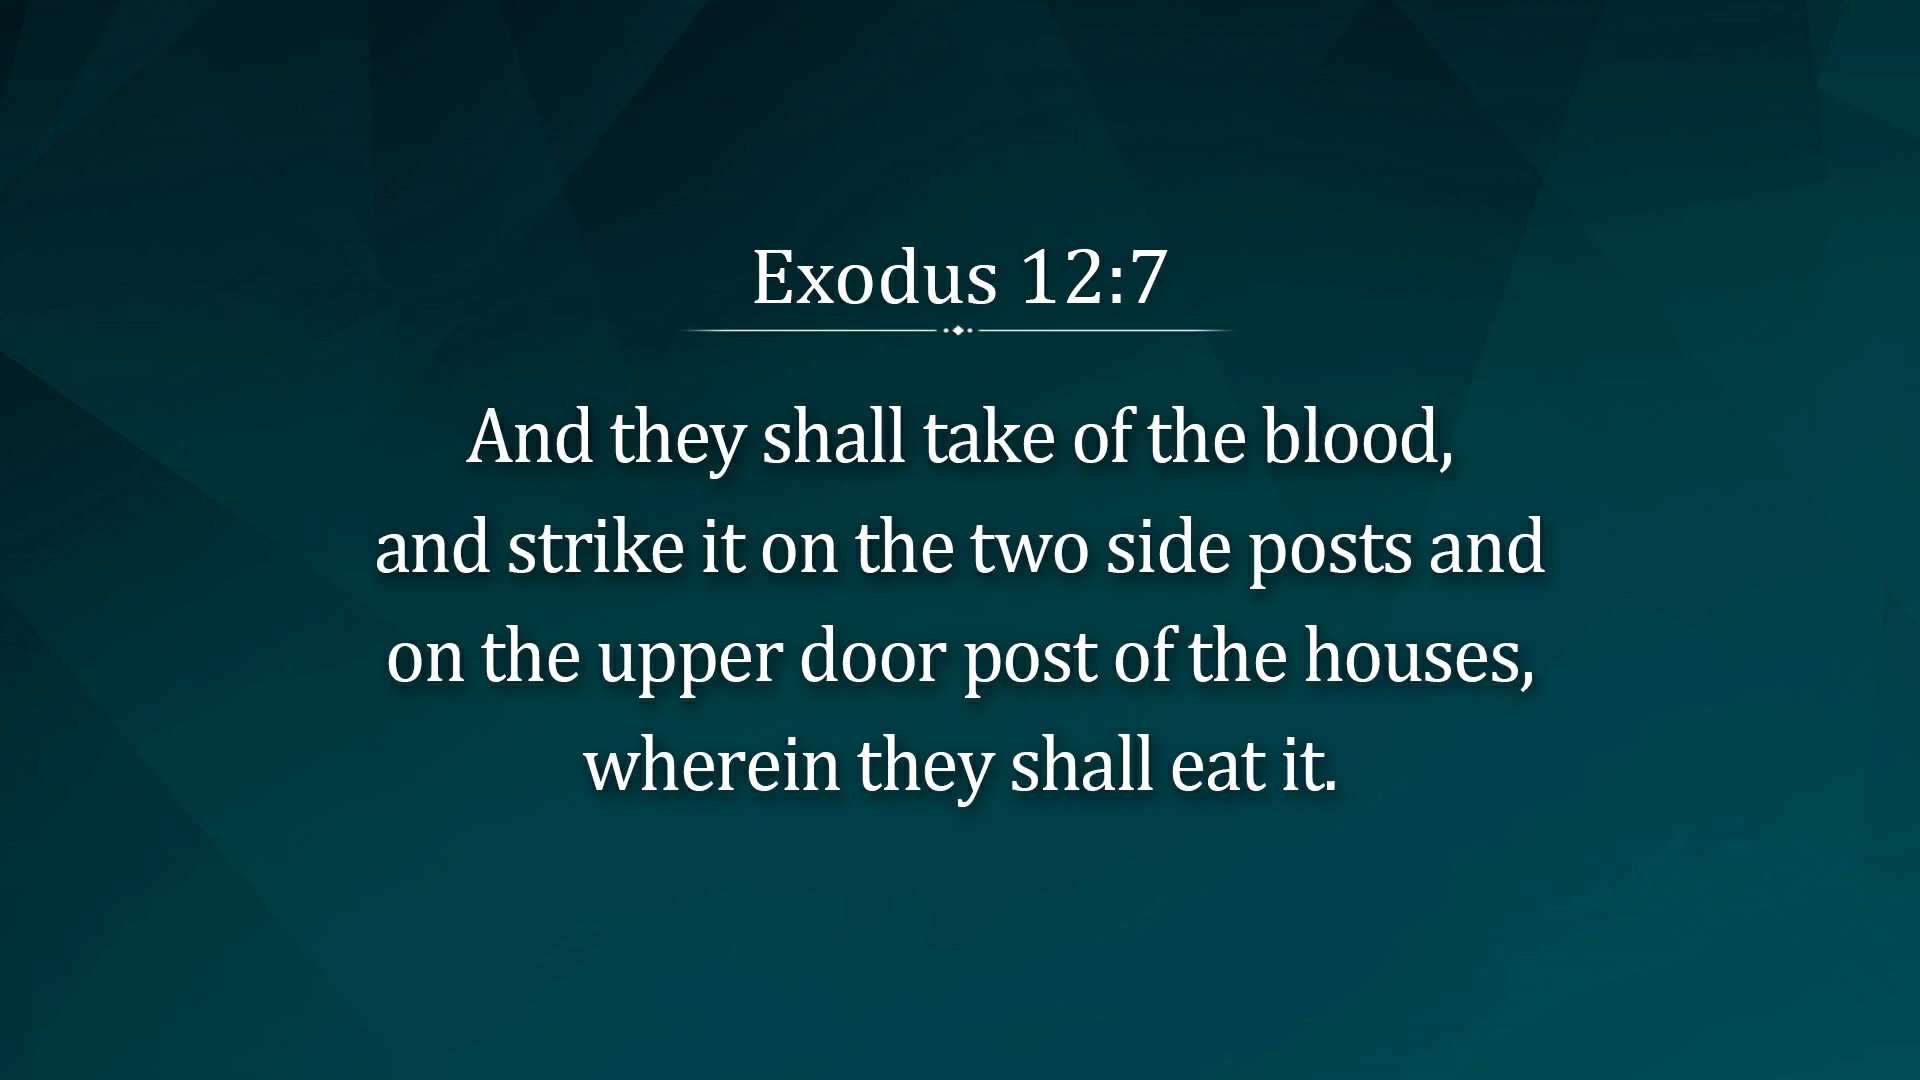 Exodus 12:7
And they shall take of the blood,
and strike it on the two side posts and
on the upper door post of the houses,
wherein they shall eat it.